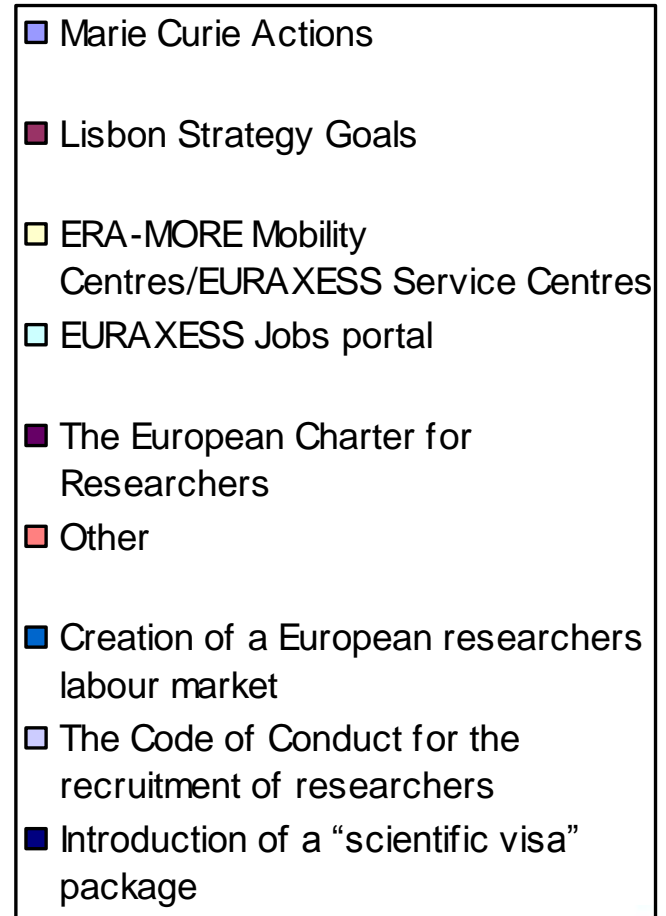 Marie Curie Actions
Lisbon Strategy Goals
ERA-MORE Mobility
Centres/EURAXESS Service Centres
EURAXESS Jobs portal
The European Charter for
Researchers
Other
Creation of a European researchers
labour market
The Code of Conduct for the
recruitment of researchers
Introduction of a “scientific visa”
package